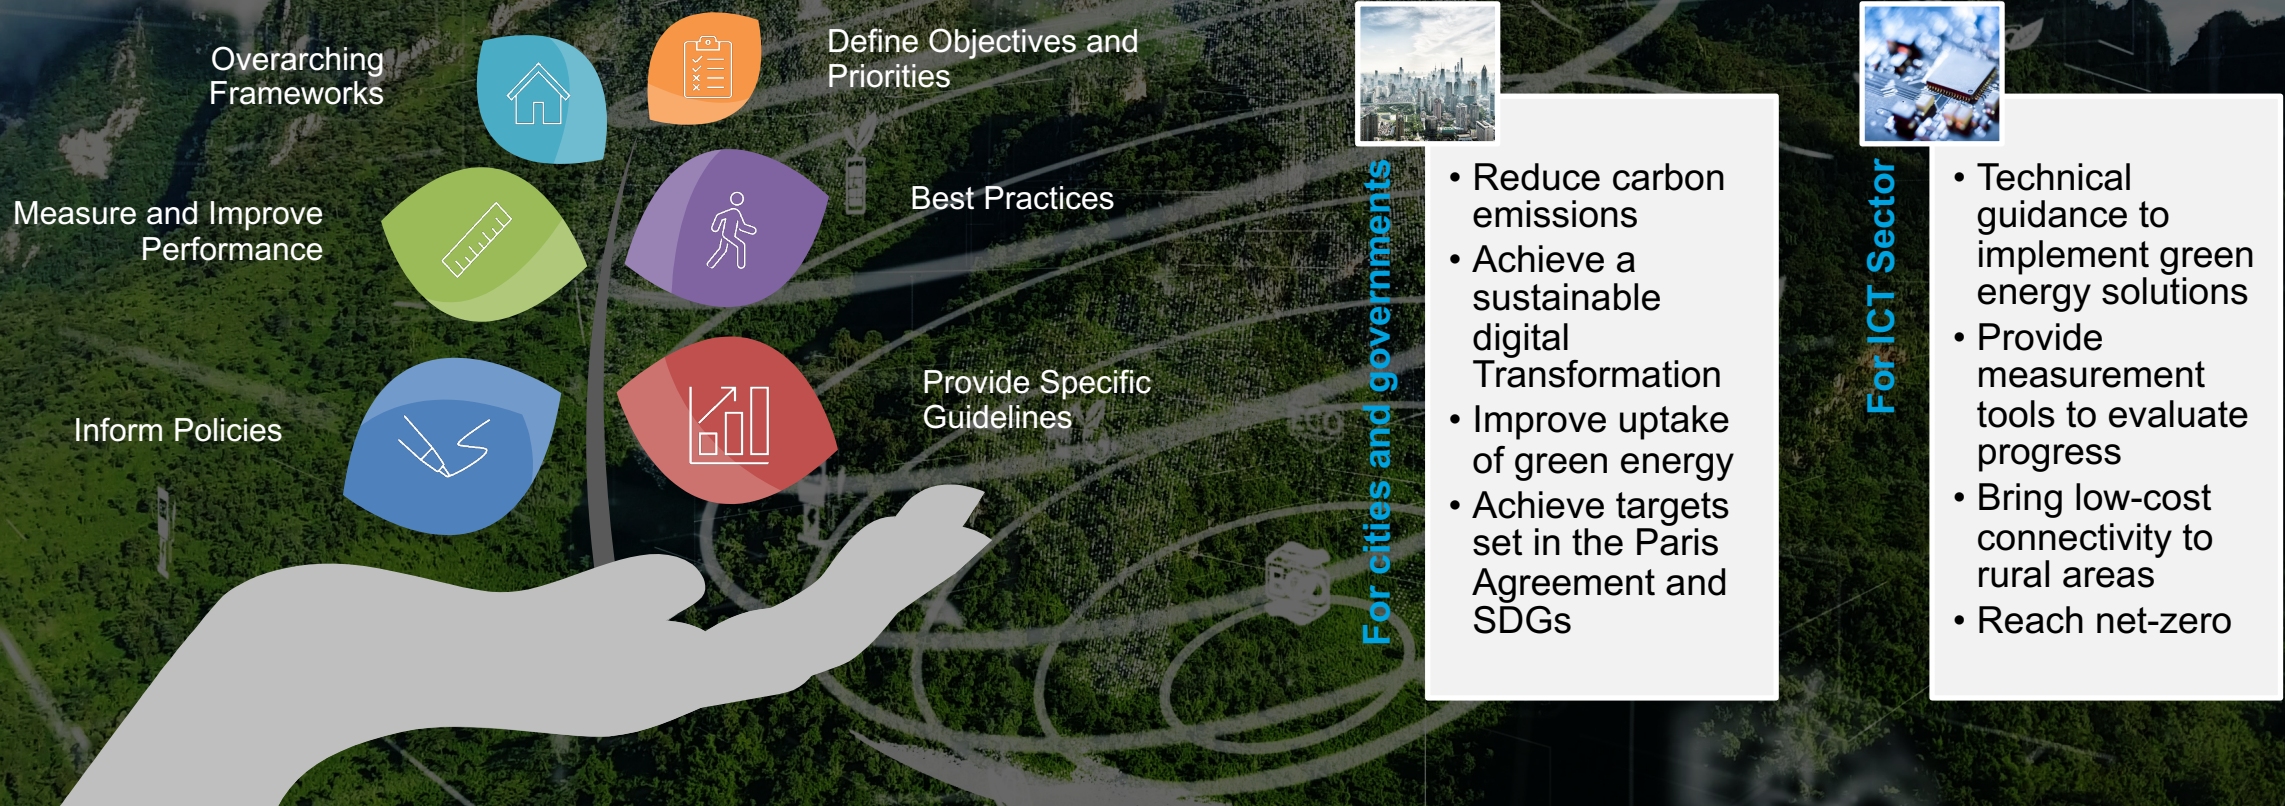 Overarching
Frameworks
Define Objectives and
Priorities
Measure and Improve
Performance
Best Practices
Inform Policies
Provide Specific
Guidelines
For cities and governments
• Reduce carbon
emissions
• Achieve a
sustainable
digital
Transformation
• Improve uptake
of green energy
• Achieve targets
set in the Paris
Agreement and
SDGs
For ICT Sector
• Technical
guidance to
implement green
energy solutions
• Provide
measurement
tools to evaluate
progress
• Bring low-cost
connectivity to
rural areas
• Reach net-zero